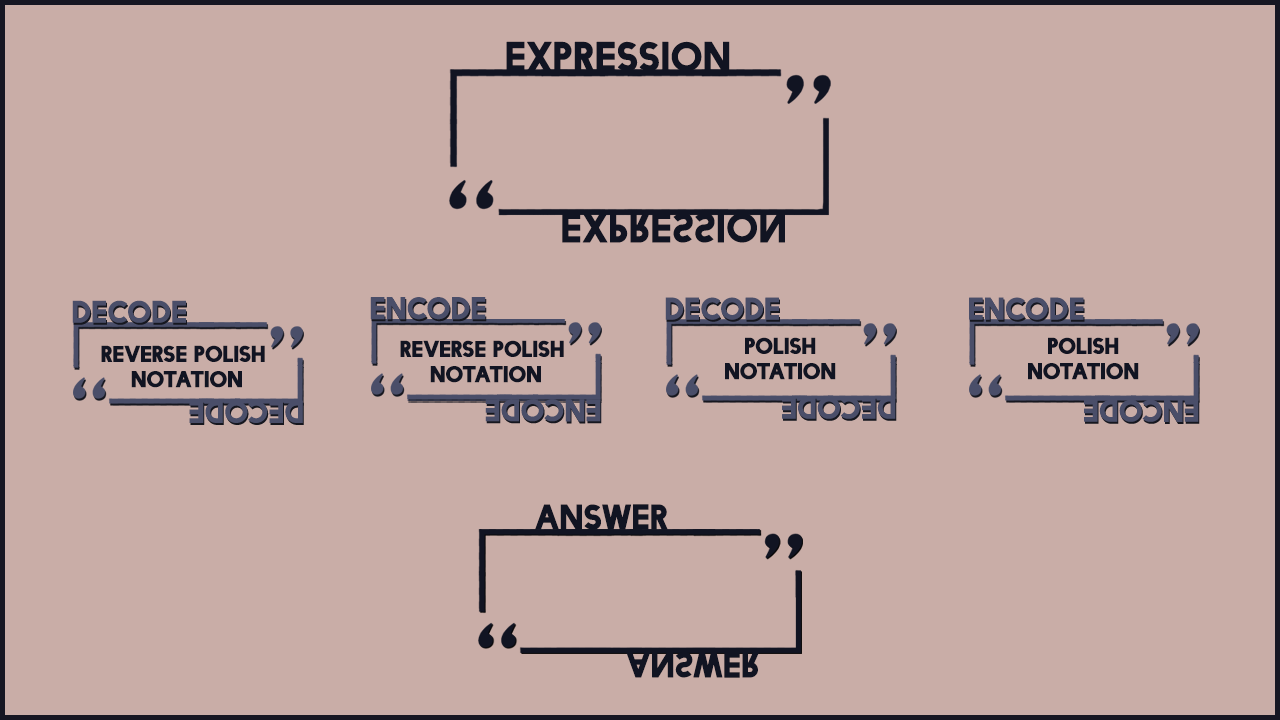 EXPRESSION
EXPRESSION
DECODE
REVERSE POLISH
NOTATION
DECODE
ENCODE
REVERSE POLISH
NOTATION
ENCODE
DECODE
POLISH
NOTATION
DECODE
ENCODE
POLISH
NOTATION
ENCODE
ANSWER
ANSWER